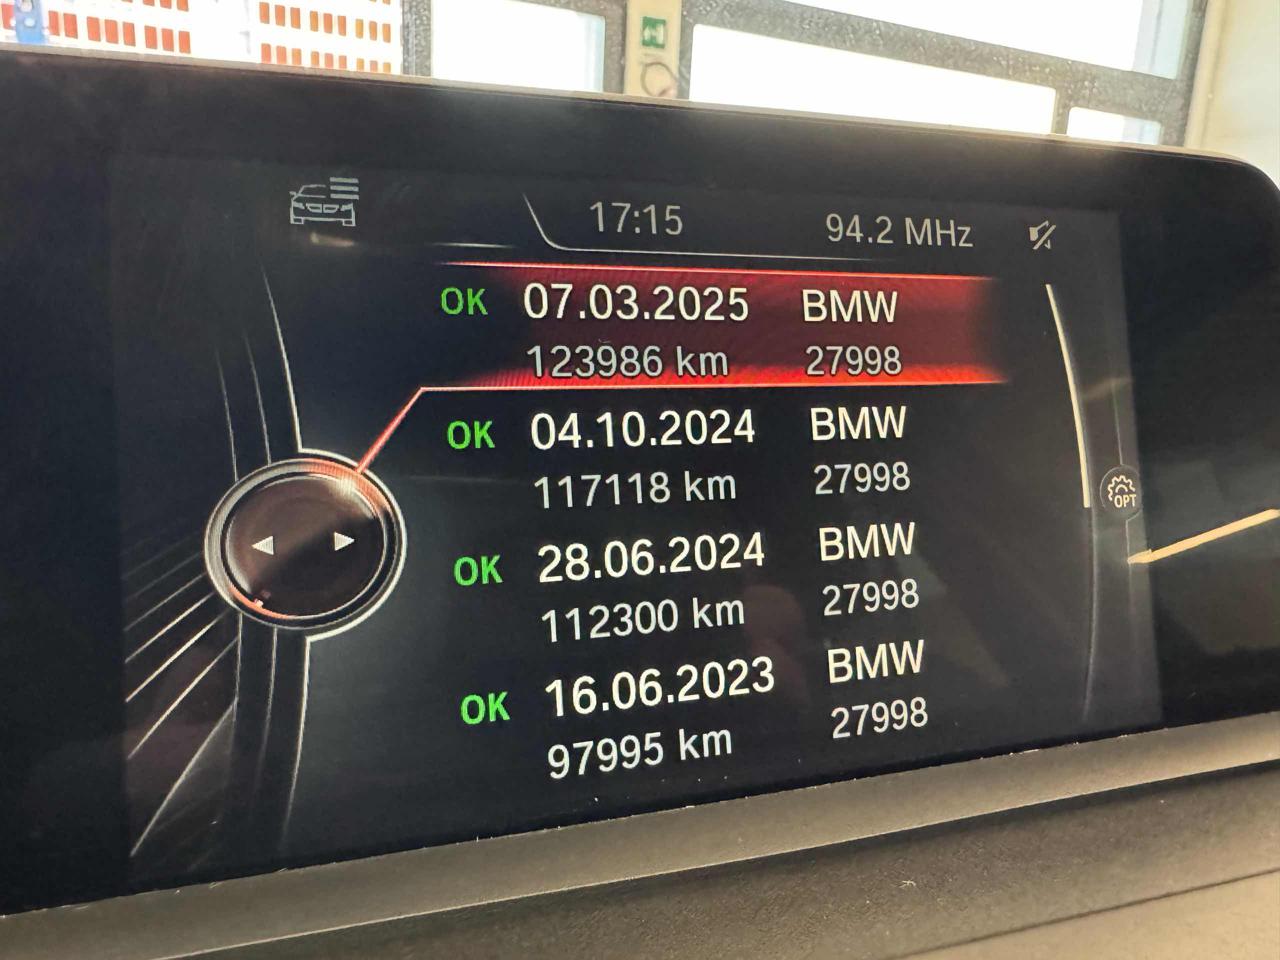 17:15 94.2 MHz
OK 07.03.2025 BMW
123986 km 27998
OK 04.10.2024 BMW
117118 km 27998
OPT
OK 28.06.2024 BMW
112300 km 27998
OK 16.06.2023 BMW
97995 km 27998